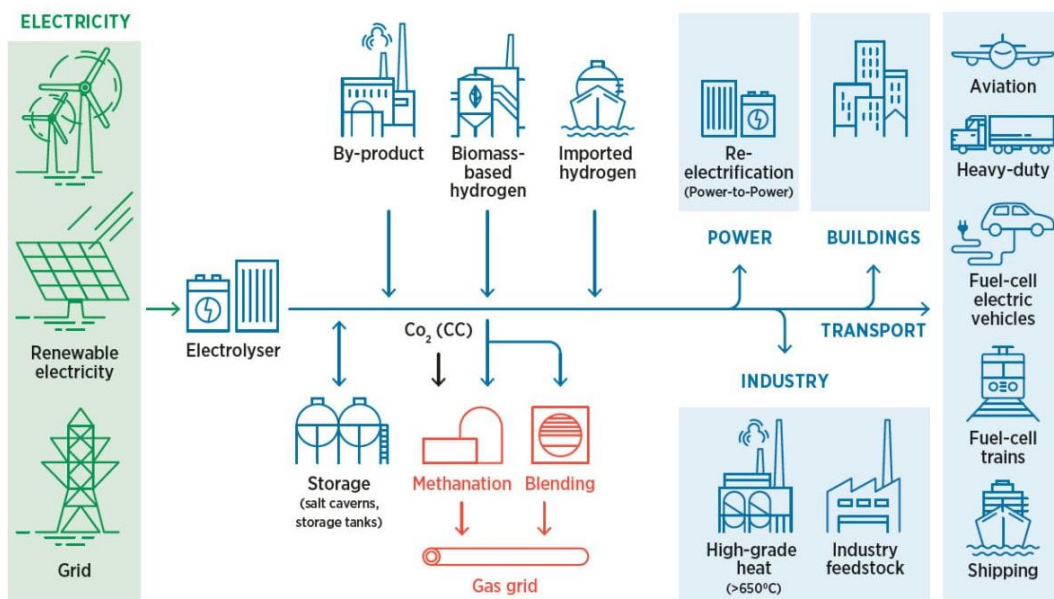 ELECTRICITY
Renewable
electricity
Grid
Electrolyser
By-product
Biomass-
based
hydrogen
Imported
hydrogen
Co₂ (CC)
Storage
(salt caverns,
storage tanks)
Methanation
Blending
Gas grid
Re-
electrification
(Power-to-Power)
POWER
BUILDINGS
TRANSPORT
INDUSTRY
High-grade
heat
(>650ºC)
Industry
feedstock
Aviation
Heavy-duty
Fuel-cell
electric
vehicles
Fuel-cell
trains
Shipping